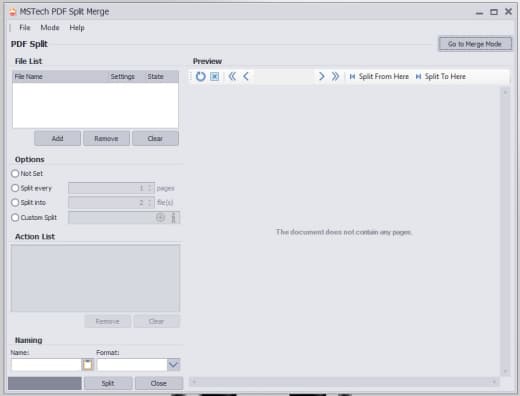 MSTech PDF Split Merge
File Mode Help
PDF Split
Go to Merge Mode
File List
File Name Settings State
Add Remove Clear
Options
Not Set
Split every 1 pages
Split into 2 file(s)
Custom Split
Action List
Remove Clear
Naming
Name: Format:
Split Close
Preview
Split From Here Split To Here
The document does not contain any pages.